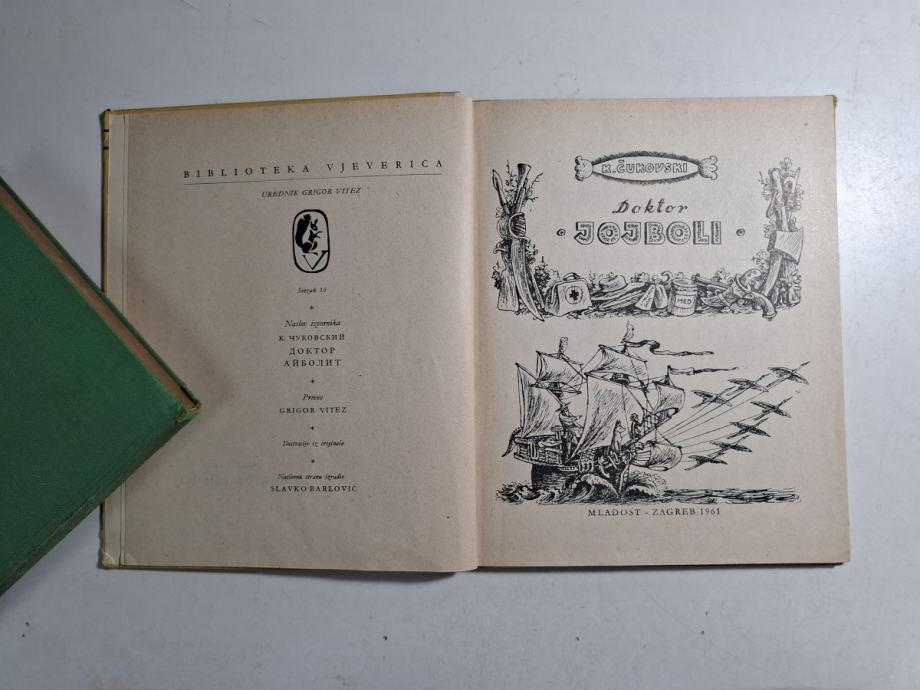 BIBLIOTEKA VJEVERICA
UREDNIK GRIGOR VITEZ
Svezak 10
Naslov izvornika
К. ЧУКОВСКИЙ
ДОКТОР
АЙБОЛИТ
Preveo
GRIGOR VITEZ
Ilustracije iz originala
Naslovnu stranu izradio
SLAVKO BARLOVIĆ
K. ČUKOVSKI
Doktor
JOJBOLI
MED
MLADOST - ZAGREB 1961